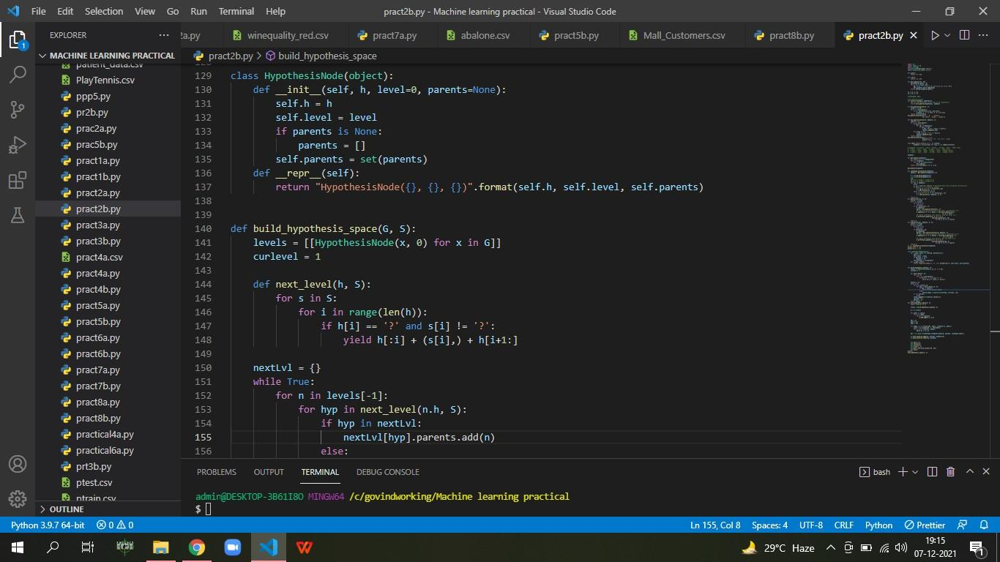 File Edit Selection View Go Run Terminal Help
pract2b.py - Machine learning practical - Visual Studio Code
EXPLORER
2a.py winequality_red.csv pract7a.py abalone.csv pract5b.py Mall_Customers.csv pract8b.py pract2b.py
MACHINE LEARNING PRACTICAL
pract2b.py > build_hypothesis_space
patient_data.csv
PlayTennis.csv
ppp5.py
pr2b.py
prac2a.py
prac5b.py
pract1a.py
pract1b.py
pract2a.py
pract2b.py
pract3a.py
pract3b.py
pract4a.csv
pract4a.py
pract4b.py
pract5a.py
pract5b.py
pract6a.py
pract6b.py
pract7a.py
pract7b.py
pract8a.py
pract8b.py
practical4a.py
practical6a.py
prt3b.py
ptest.csv
ptrain.csv
OUTLINE
129 class HypothesisNode(object):
130     def __init__(self, h, level=0, parents=None):
131         self.h = h
132         self.level = level
133         if parents is None:
134             parents = []
135         self.parents = set(parents)
136     def __repr__(self):
137         return "HypothesisNode({}, {}, {})".format(self.h, self.level, self.parents)
138
139
140 def build_hypothesis_space(G, S):
141     levels = [[HypothesisNode(x, 0) for x in G]]
142     curlevel = 1
143
144     def next_level(h, S):
145         for s in S:
146             for i in range(len(h)):
147                 if h[i] == '?' and s[i] != '?':
148                     yield h[:i] + (s[i],) + h[i+1:]
149
150     nextLvl = {}
151     while True:
152         for n in levels[-1]:
153             for hyp in next_level(n.h, S):
154                 if hyp in nextLvl:
155                     nextLvl[hyp].parents.add(n)
156                 else:
PROBLEMS OUTPUT TERMINAL DEBUG CONSOLE
bash
admin@DESKTOP-3B61I8O MINGW64 /c/govindworking/Machine learning practical
$
Python 3.9.7 64-bit 0 0 Ln 155, Col 8 Spaces: 4 UTF-8 CRLF Python Prettier
29°C Haze
19:15
07-12-2021
1
1